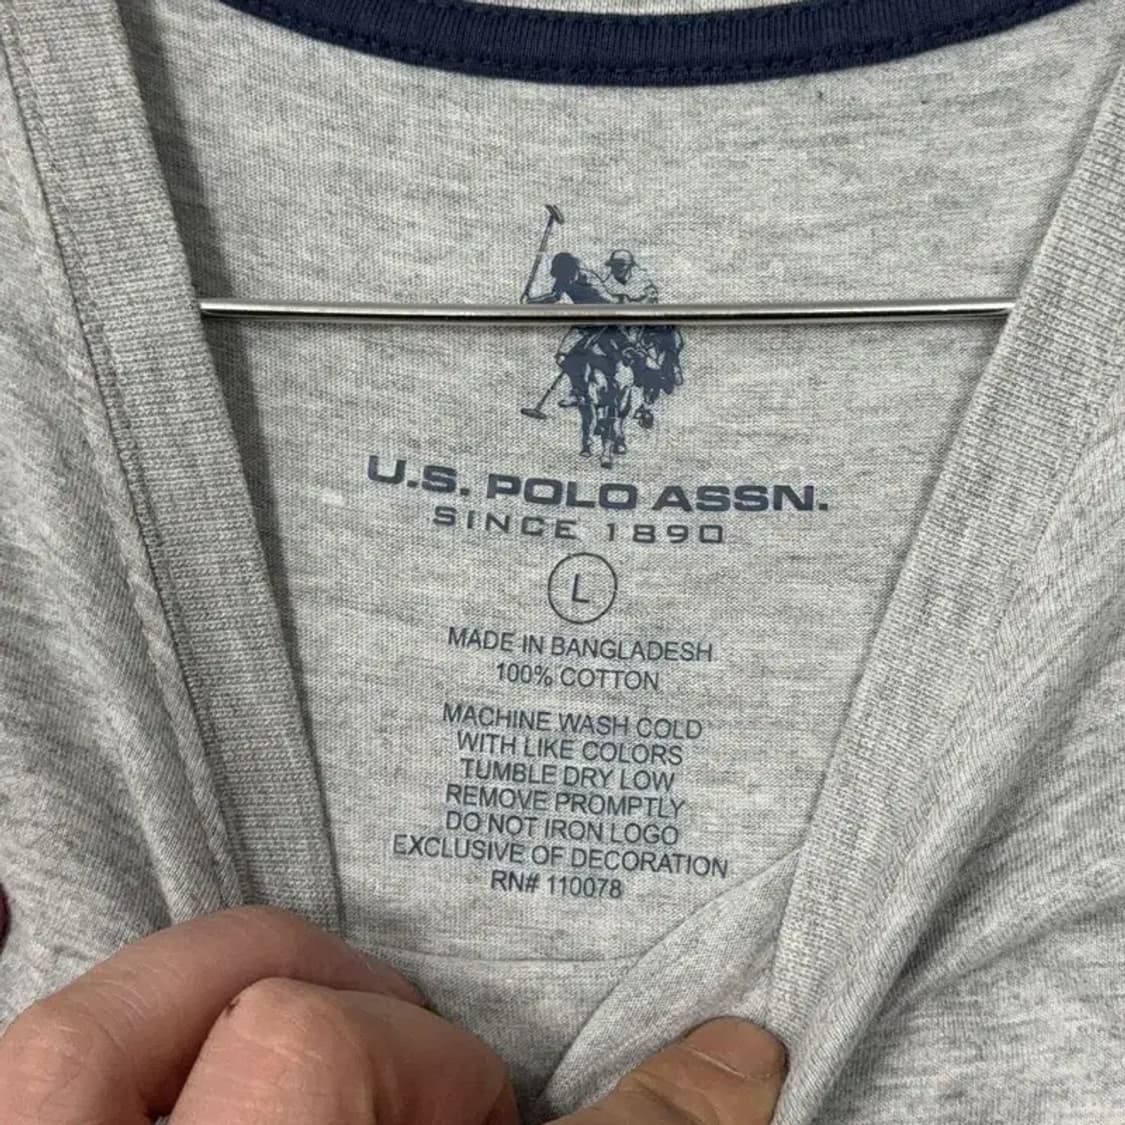 U.S. POLO ASSN.
SINCE 1890
L
MADE IN BANGLADESH
100% COTTON
MACHINE WASH COLD
WITH LIKE COLORS
TUMBLE DRY LOW
REMOVE PROMPTLY
DO NOT IRON LOGO
EXCLUSIVE OF DECORATION
RN# 110078